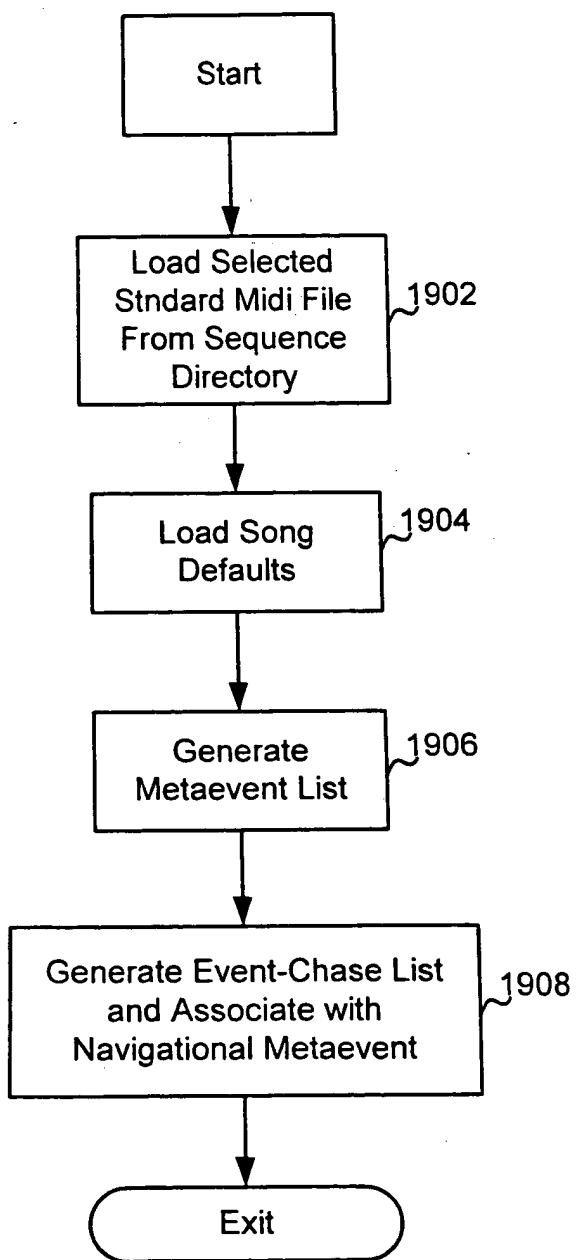 Start
Load Selected
Stndard Midi File
From Sequence
Directory
1902
Load Song
Defaults
1904
Generate
Metaevent List
1906
Generate Event-Chase List
and Associate with
Navigational Metaevent
1908
Exit